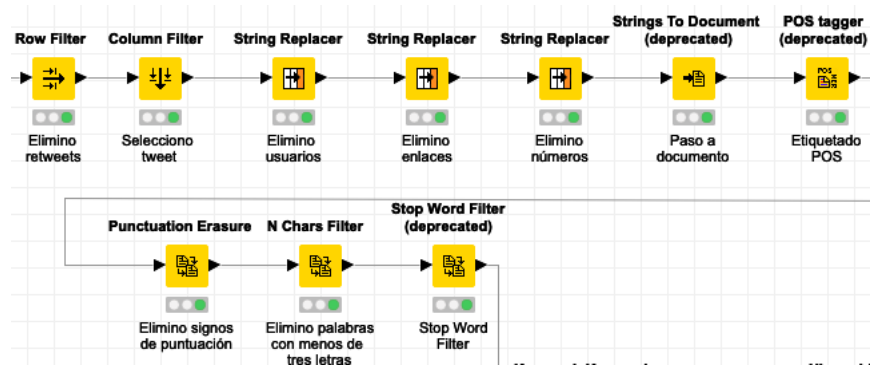 Strings To Document POS tagger
Row Filter Column Filter String Replacer String Replacer String Replacer (deprecated) (deprecated)
Elimino Selecciono Elimino Elimino Elimino Paso a Etiquetado
retweets tweet usuarios enlaces números documento POS
Stop Word Filter
Punctuation Erasure N Chars Filter (deprecated)
Elimino signos Elimino palabras Stop Word
de puntuación con menos de Filter
tres letras